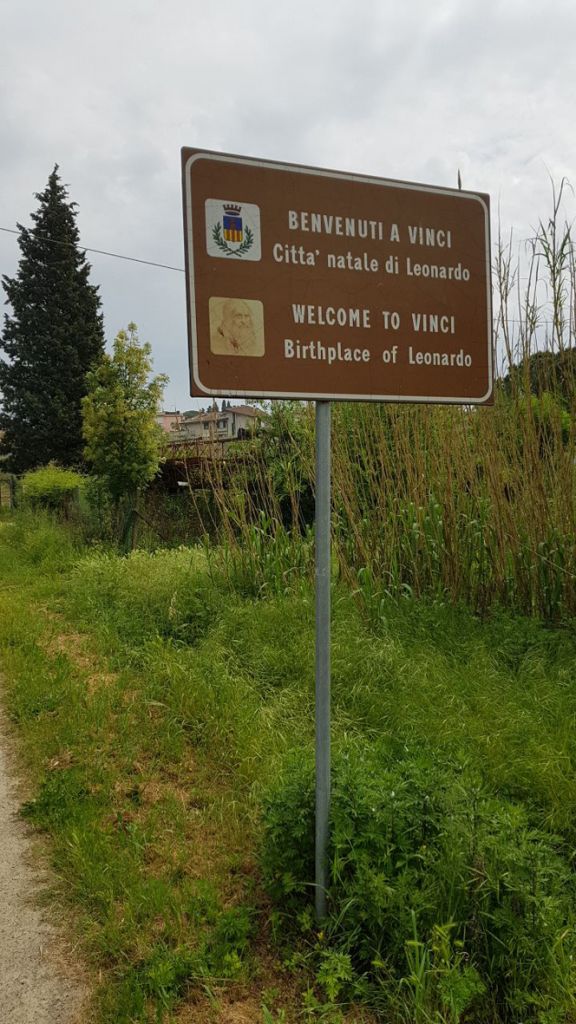 BENVENUTI A VINCI
Citta' natale di Leonardo
WELCOME TO VINCI
Birthplace of Leonardo